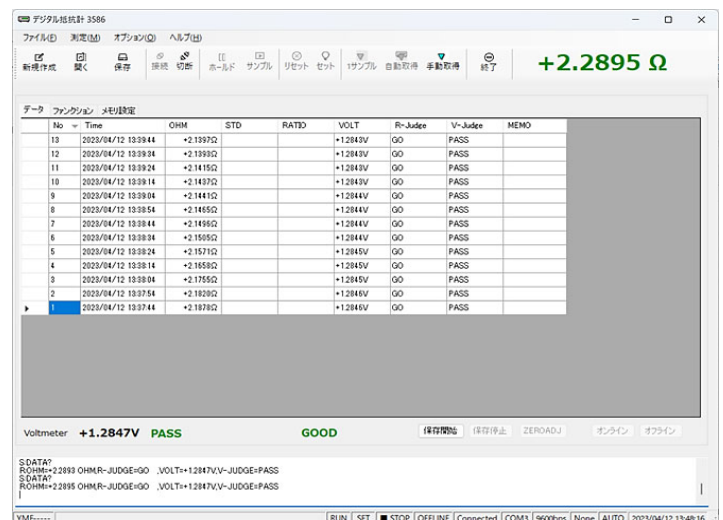 デジタル抵抗計 3586
ファイル(F) 測定(M) オプション(O) ヘルプ(H)
新規作成 開く 保存 接続 切断 ホールド サンプル リセット セット 1サンプル 自動取得 手動取得 終了 +2.2895 Ω
データ ファンクション メモリ設定
No Time OHM STD RATIO VOLT R-Judge V-Judge MEMO
13 2023/04/12 13:39:44 +2.1397Ω +1.2843V GO PASS
12 2023/04/12 13:39:34 +2.1393Ω +1.2843V GO PASS
11 2023/04/12 13:39:24 +2.1415Ω +1.2843V GO PASS
10 2023/04/12 13:39:14 +2.1437Ω +1.2843V GO PASS
9 2023/04/12 13:39:04 +2.1441Ω +1.2844V GO PASS
8 2023/04/12 13:38:54 +2.1465Ω +1.2844V GO PASS
7 2023/04/12 13:38:44 +2.1496Ω +1.2844V GO PASS
6 2023/04/12 13:38:34 +2.1505Ω +1.2844V GO PASS
5 2023/04/12 13:38:24 +2.1571Ω +1.2845V GO PASS
4 2023/04/12 13:38:14 +2.1658Ω +1.2845V GO PASS
3 2023/04/12 13:38:04 +2.1755Ω +1.2845V GO PASS
2 2023/04/12 13:37:54 +2.1820Ω +1.2846V GO PASS
1 2023/04/12 13:37:44 +2.1878Ω +1.2846V GO PASS
Voltmeter +1.2847V PASS GOOD 保存開始 保存停止 ZEROADJ オンライン オフライン
S:DATA?
R:OHM=+2.2893 OHM,R-JUDGE=GO ,VOLT=+1.2847V,V-JUDGE=PASS
S:DATA?
R:OHM=+2.2895 OHM,R-JUDGE=GO ,VOLT=+1.2847V,V-JUDGE=PASS
RUN SET STOP OFFLINE Connected COM3 9600bps None AUTO 2023/04/12 13:48:16